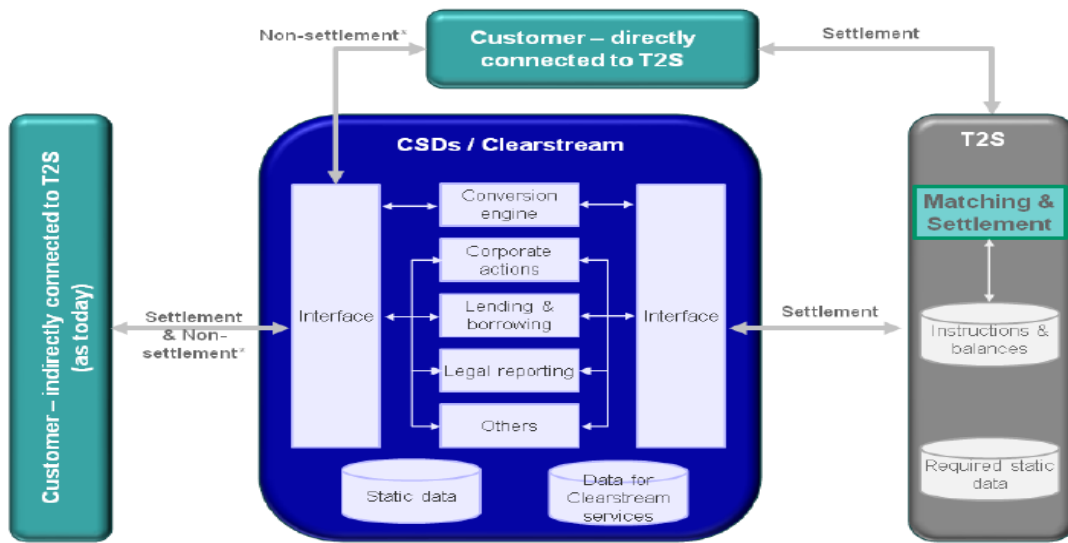 Non-settlement*
Customer – directly
connected to T2S
Settlement
Customer – indirectly connected to T2S
(as today)
Settlement
& Non-
settlement*
CSDs / Clearstream
Interface
Conversion
engine
Corporate
actions
Lending &
borrowing
Legal reporting
Others
Interface
Static data
Data for
Clearstream
services
Settlement
T2S
Matching &
Settlement
Instructions &
balances
Required static
data